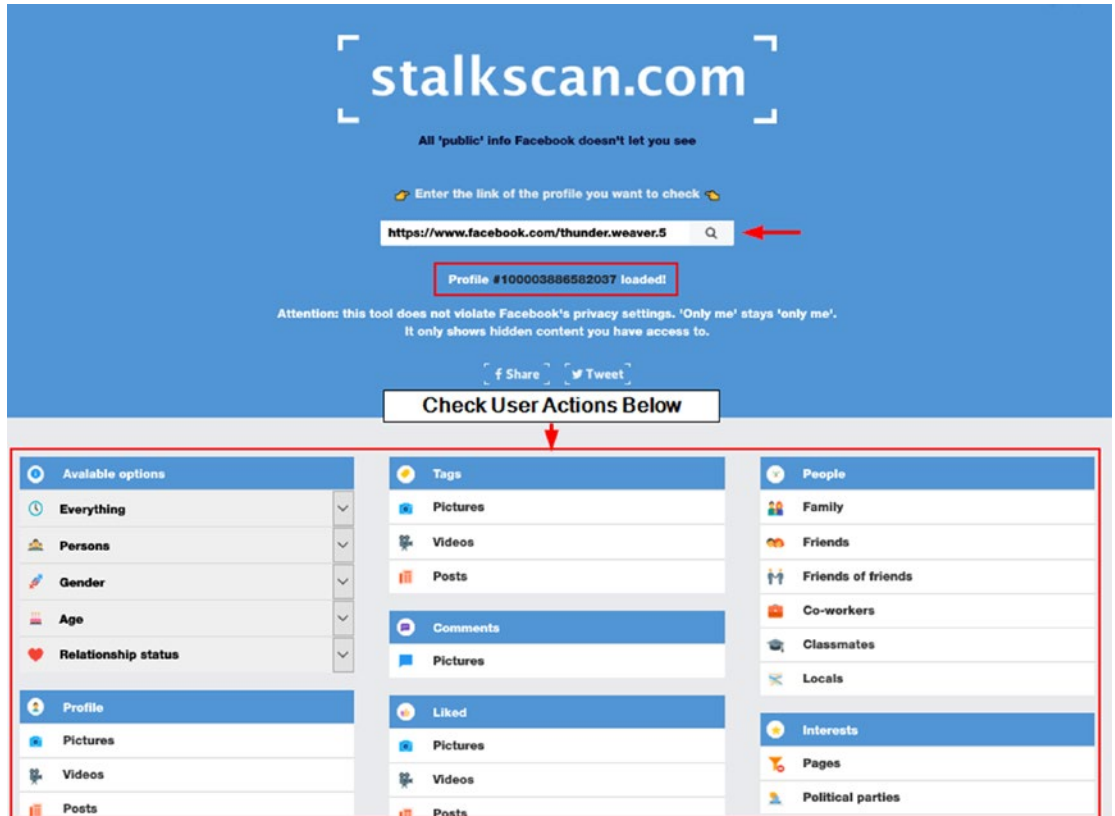 stalkscan.com
All 'public' info Facebook doesn't let you see
Enter the link of the profile you want to check
https://www.facebook.com/thunder.weaver.5
Profile #100003886582037 loaded!
Attention: this tool does not violate Facebook's privacy settings. 'Only me' stays 'only me'.
It only shows hidden content you have access to.
f Share
Tweet
Check User Actions Below
Avalable options
Everything
Persons
Gender
Age
Relationship status
Profile
Pictures
Videos
Posts
Tags
Pictures
Videos
Posts
Comments
Pictures
Liked
Pictures
Videos
Posts
People
Family
Friends
Friends of friends
Co-workers
Classmates
Locals
Interests
Pages
Political parties